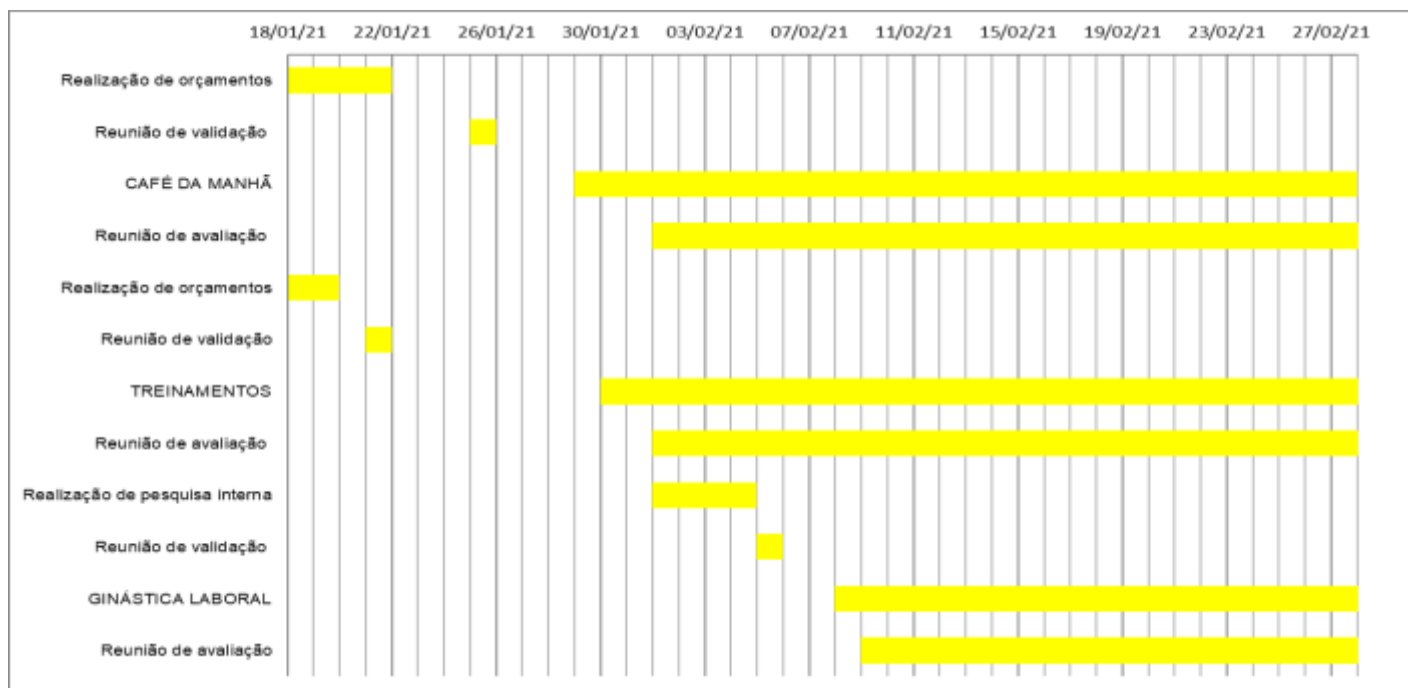 18/01/21 22/01/21 26/01/21 30/01/21 03/02/21 07/02/21 11/02/21 15/02/21 19/02/21 23/02/21 27/02/21
Realização de orçamentos
Reunião de validação
CAFÉ DA MANHÃ
Reunião de avaliação
Realização de orçamentos
Reunião de validação
TREINAMENTOS
Reunião de avaliação
Realização de pesquisa interna
Reunião de validação
GINÁSTICA LABORAL
Reunião de avaliação